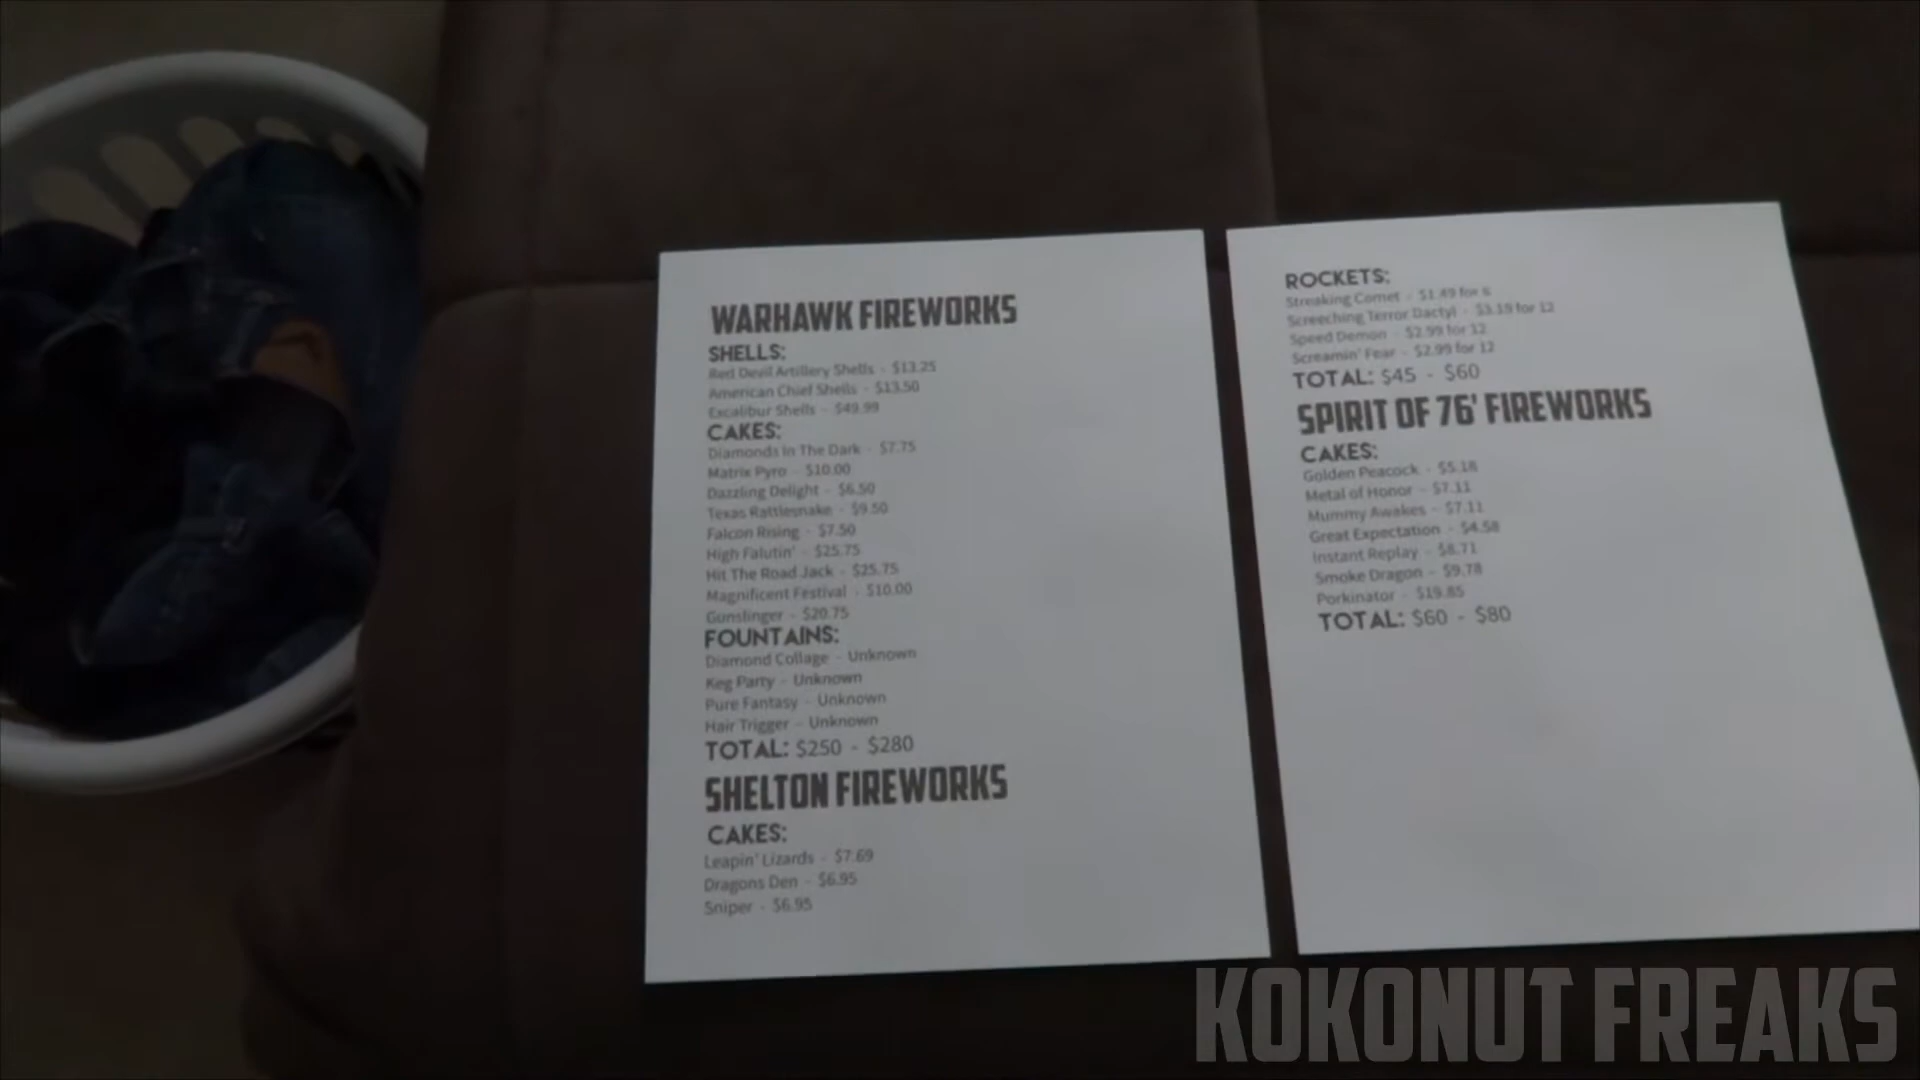 WARHAWK FIREWORKS
SHELLS:
Red Devil Artillery Shells - $13.25
American Chief Shells - $13.50
Excalibur Shells - $49.99
CAKES:
Diamonds In The Dark - $7.75
Matrix Pyro - $10.00
Dazzling Delight - $6.50
Texas Rattlesnake - $9.50
Falcon Rising - $7.50
High Falutin' - $25.75
Hit The Road Jack - $25.75
Magnificent Festival - $10.00
Gunslinger - $20.75
FOUNTAINS:
Diamond Collage - Unknown
Keg Party - Unknown
Pure Fantasy - Unknown
Hair Trigger - Unknown
TOTAL: $250 - $280
SHELTON FIREWORKS
CAKES:
Leapin' Lizards - $7.69
Dragons Den - $6.95
Sniper - $6.95
ROCKETS:
Streaking Comet - $1.49 for 6
Screeching Terror Dactyl - $3.19 for 12
Speed Demon - $2.99 for 12
Screamin' Fear - $2.99 for 12
TOTAL: $45 - $60
SPIRIT OF 76' FIREWORKS
CAKES:
Golden Peacock - $5.18
Metal of Honor - $7.11
Mummy Awakes - $7.11
Great Expectation - $4.58
Instant Replay - $8.71
Smoke Dragon - $9.78
Porkinator - $19.85
TOTAL: $60 - $80
KOKONUT FREAKS